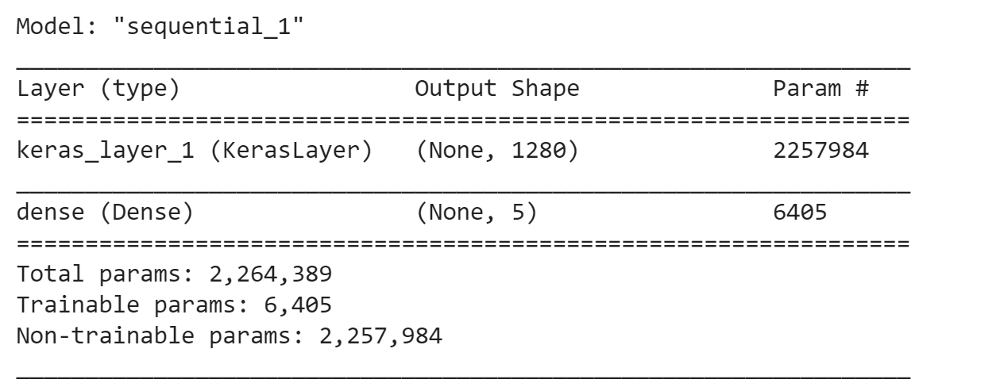 Model: "sequential_1"
_________________________________________________________________
Layer (type)                 Output Shape              Param #
=================================================================
keras_layer_1 (KerasLayer)   (None, 1280)              2257984
_________________________________________________________________
dense (Dense)                (None, 5)                 6405
=================================================================
Total params: 2,264,389
Trainable params: 6,405
Non-trainable params: 2,257,984
_________________________________________________________________